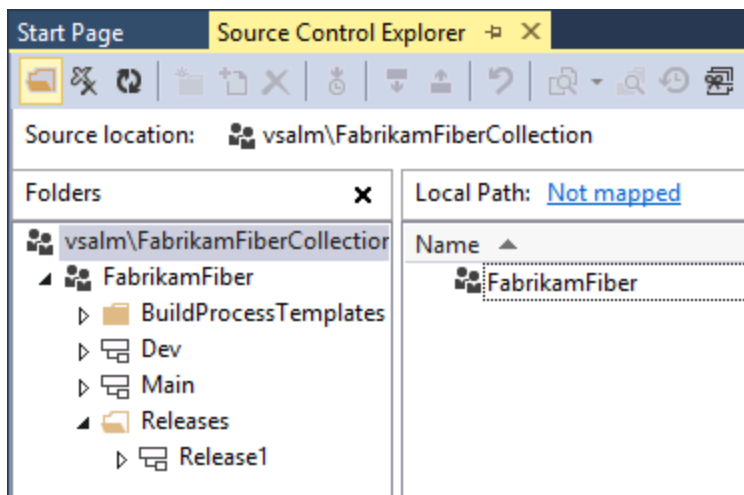 Start Page
Source Control Explorer
Source location: vsalm\FabrikamFiberCollection
Folders
Local Path: Not mapped
vsalm\FabrikamFiberCollection
Name
FabrikamFiber
FabrikamFiber
BuildProcessTemplates
Dev
Main
Releases
Release1